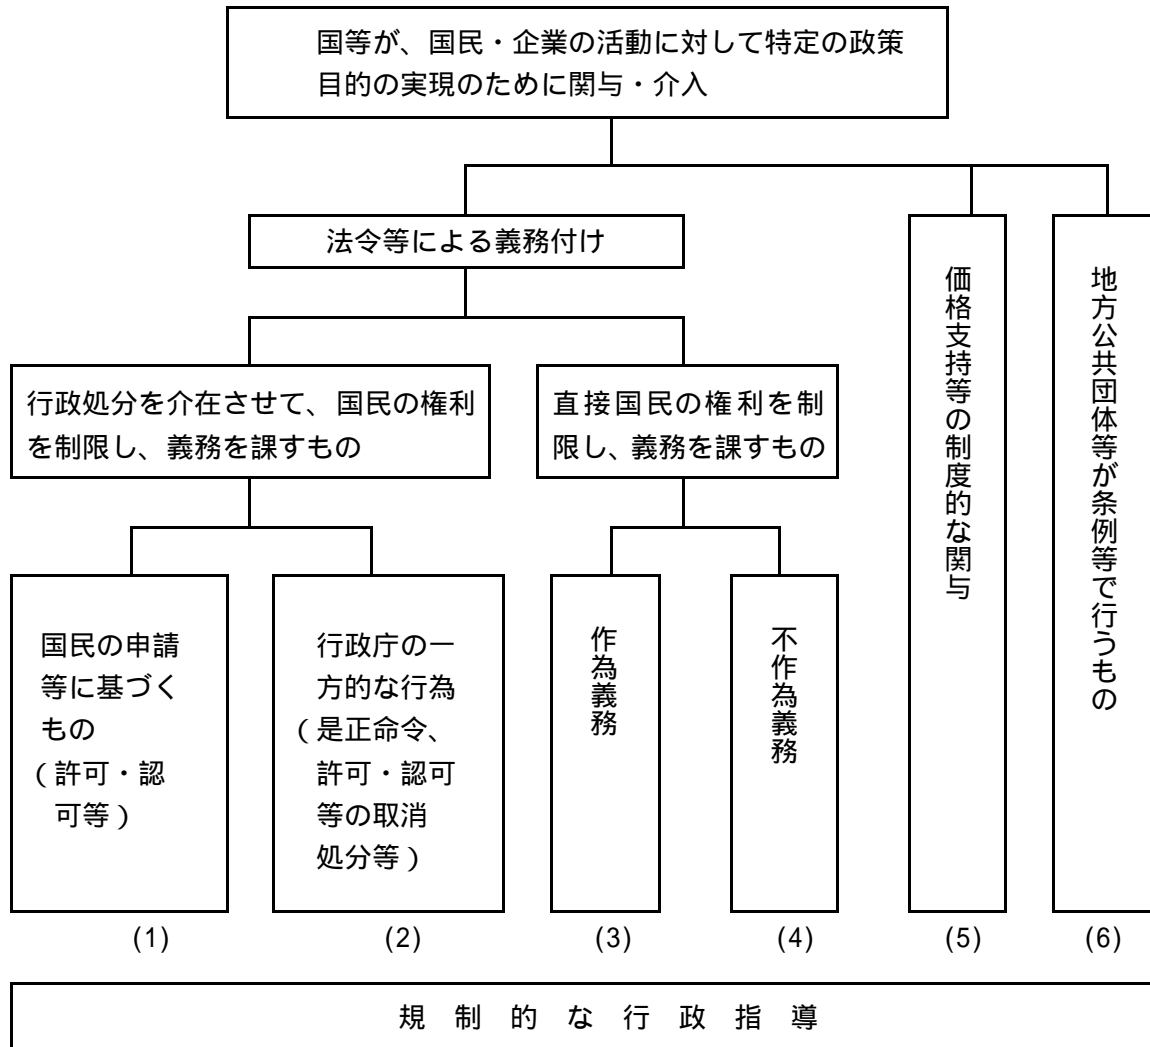 国等が、国民・企業の活動に対して特定の政策
目的の実現のために関与・介入
法令等による義務付け
行政処分を介在させて、国民の権利
を制限し、義務を課すもの
直接国民の権利を制
限し、義務を課すもの
国民の申請
等に基づく
もの
(許可・認
可等)
行政庁の一
方的な行為
(是正命令、
許可・認可
等の取消
処分等)
作為義務
不作為義務
価格支持等の制度的な関与
地方公共団体等が条例等で行うもの
(1)
(2)
(3)
(4)
(5)
(6)
規制的な行政指導